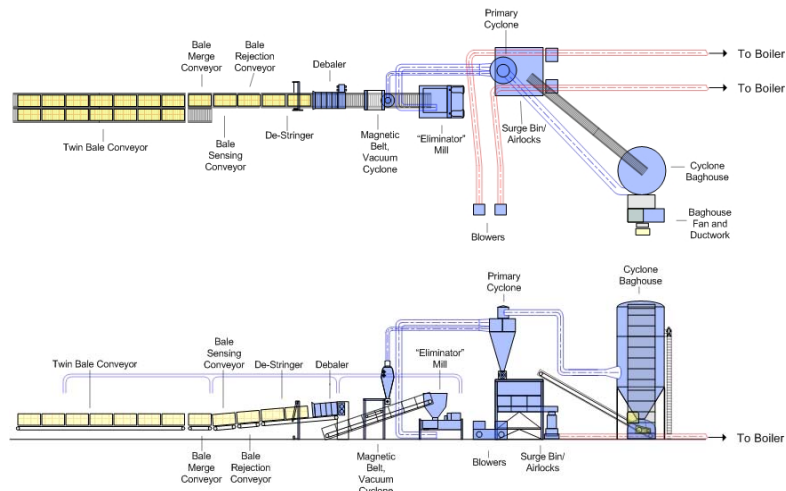 Primary
Cyclone
Bale
Merge
Conveyor
Bale
Rejection
Conveyor
Debaler
To Boiler
To Boiler
Twin Bale Conveyor
Bale
Sensing
Conveyor
De-Stringer
Magnetic
Belt,
Vacuum
Cyclone
“Eliminator”
Mill
Surge Bin/
Airlocks
Cyclone
Baghouse
Blowers
Baghouse
Fan and
Ductwork
Primary
Cyclone
Cyclone
Baghouse
Bale
Sensing
Conveyor
Twin Bale Conveyor
De-Stringer
Debaler
“Eliminator”
Mill
To Boiler
Bale
Merge
Conveyor
Bale
Rejection
Conveyor
Magnetic
Belt,
Vacuum
Cyclone
Blowers
Surge Bin/
Airlocks